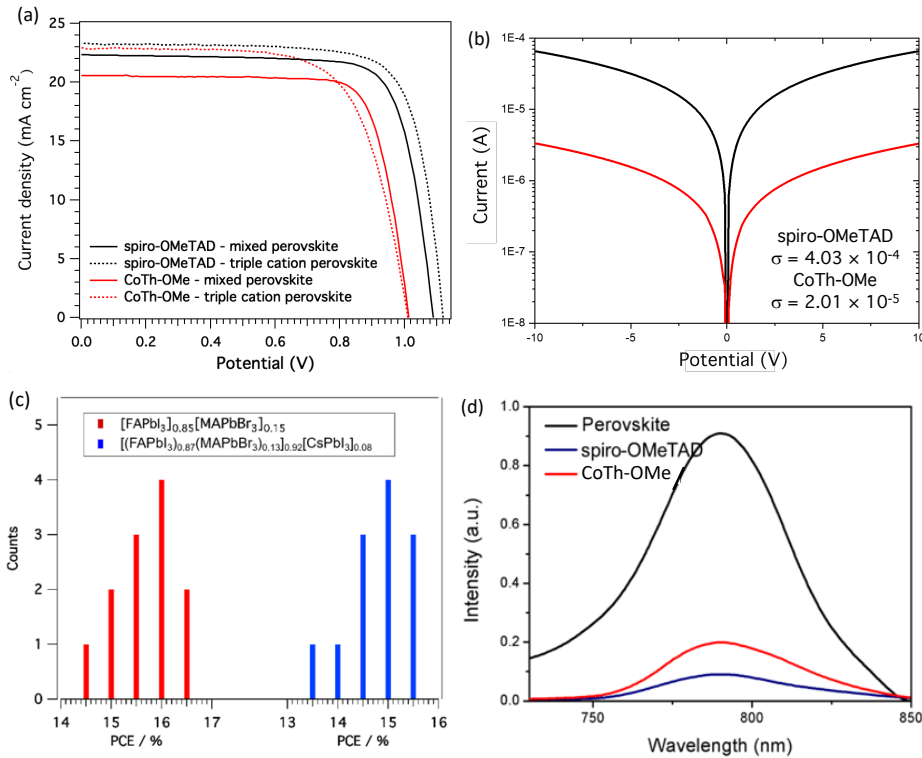 (a)
25
20
15
10
5
0
Current density (mA cm⁻²)
spiro-OMeTAD - mixed perovskite
spiro-OMeTAD - triple cation perovskite
CoTh-OMe - mixed perovskite
CoTh-OMe - triple cation perovskite
0.0 0.2 0.4 0.6 0.8 1.0
Potential (V)
(b)
1E-4
1E-5
1E-6
1E-7
1E-8
Current (A)
spiro-OMeTAD
σ = 4.03 × 10⁻⁴
CoTh-OMe
σ = 2.01 × 10⁻⁵
-10 -5 0 5 10
Potential (V)
(c)
5
4
3
2
1
0
Counts
[FAPbI₃]₀.₈₅[MAPbBr₃]₀.₁₅
[(FAPbI₃)₀.₈₇(MAPbBr₃)₀.₁₃]₀.₉₂[CsPbI₃]₀.₀₈
14 15 16 17 13 14 15 16
PCE / % PCE / %
(d)
1.0
0.8
0.6
0.4
0.2
0.0
Intensity (a.u.)
Perovskite
spiro-OMeTAD
CoTh-OMe
750 800 850
Wavelength (nm)